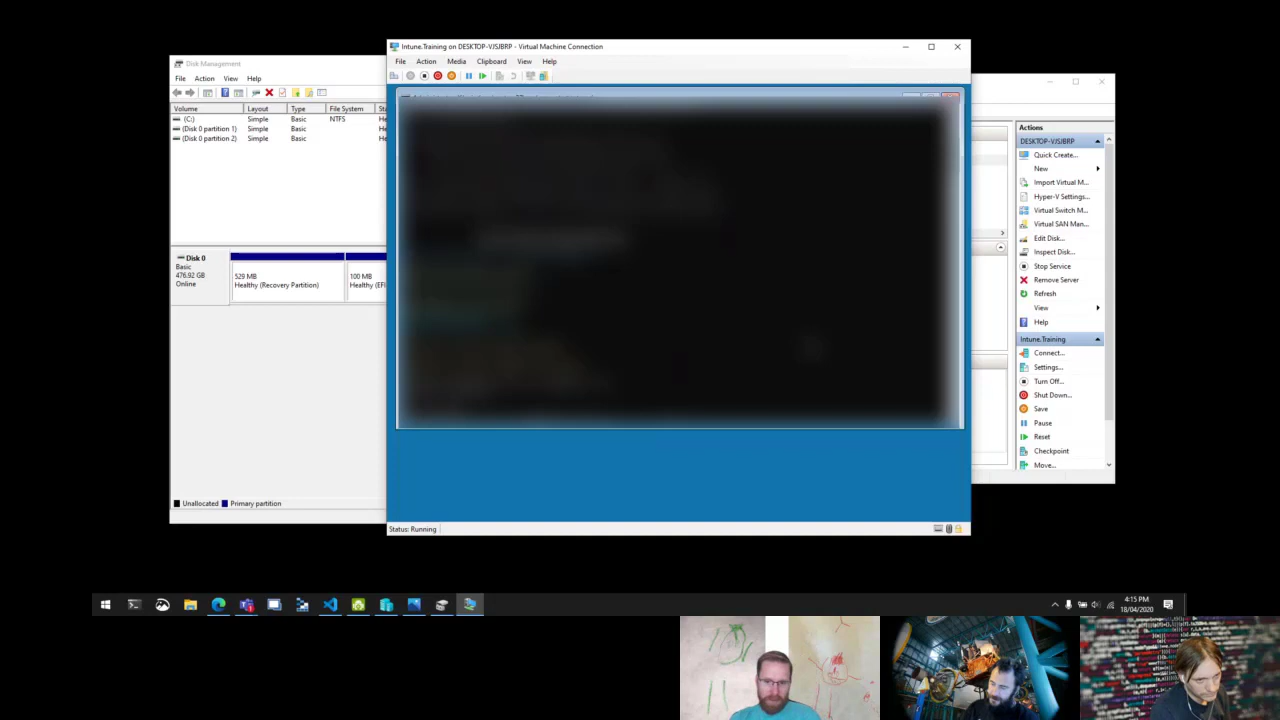 Intune.Training on DESKTOP-VJSJBRP - Virtual Machine Connection
File Action Media Clipboard View Help
Disk Management
File Action View Help
Volume Layout Type File System
(C:) Simple Basic NTFS
(Disk 0 partition 1) Simple Basic
(Disk 0 partition 2) Simple Basic
Disk 0
Basic
476.92 GB
Online
529 MB
Healthy (Recovery Partition)
100 MB
Healthy (EFI
Unallocated Primary partition
Status: Running
Actions
DESKTOP-VJSJBRP
Quick Create...
New
Import Virtual M...
Hyper-V Settings...
Virtual Switch M...
Virtual SAN Man...
Edit Disk...
Inspect Disk...
Stop Service
Remove Server
Refresh
View
Help
Intune.Training
Connect...
Settings...
Turn Off...
Shut Down...
Save
Pause
Reset
Checkpoint
Move...
4:15 PM
18/04/2020